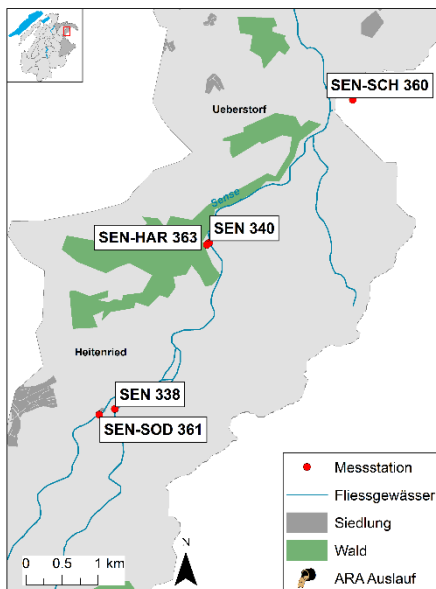 SEN-SCH 360
Ueberstorf
Sense
SEN-HAR 363
SEN 340
Heitenried
SEN 338
SEN-SOD 361
Messstation
Fliessgewässer
Siedlung
Wald
ARA Auslauf
N
0 0.5 1 km